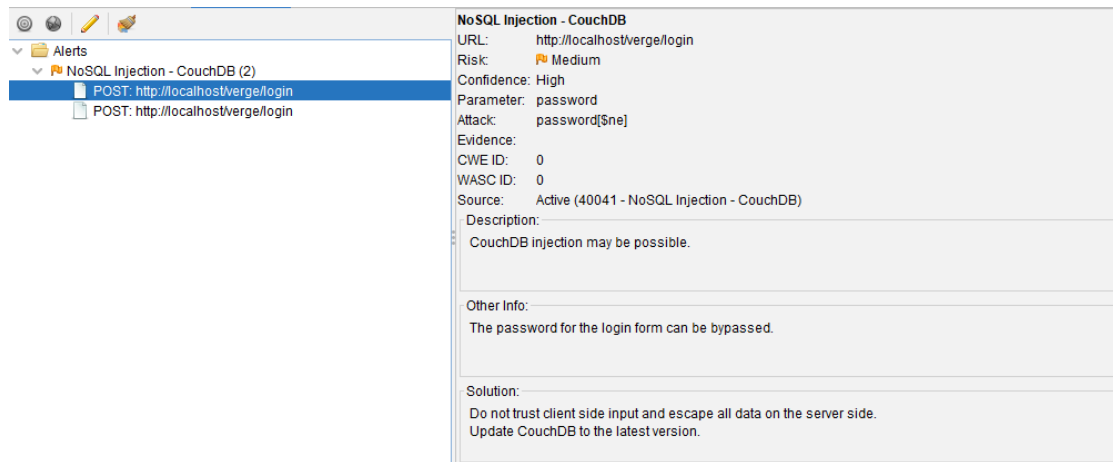 Alerts
NoSQL Injection - CouchDB (2)
POST: http://localhost/verge/login
POST: http://localhost/verge/login
NoSQL Injection - CouchDB
URL: http://localhost/verge/login
Risk: Medium
Confidence: High
Parameter: password
Attack: password[$ne]
Evidence:
CWE ID: 0
WASC ID: 0
Source: Active (40041 - NoSQL Injection - CouchDB)
Description:
CouchDB injection may be possible.
Other Info:
The password for the login form can be bypassed.
Solution:
Do not trust client side input and escape all data on the server side.
Update CouchDB to the latest version.